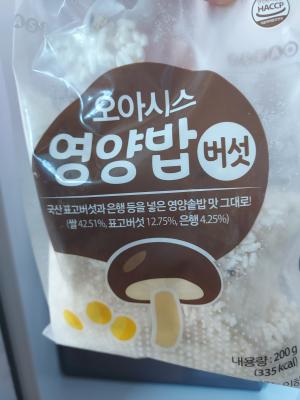 HACCP
오아시스
영양밥 버섯
국산 표고버섯과 은행 등을 넣은 영양솥밥 맛 그대로!
(쌀 42.51%, 표고버섯 12.75%, 은행 4.25%)
내용량 : 200 g
(335 kcal)